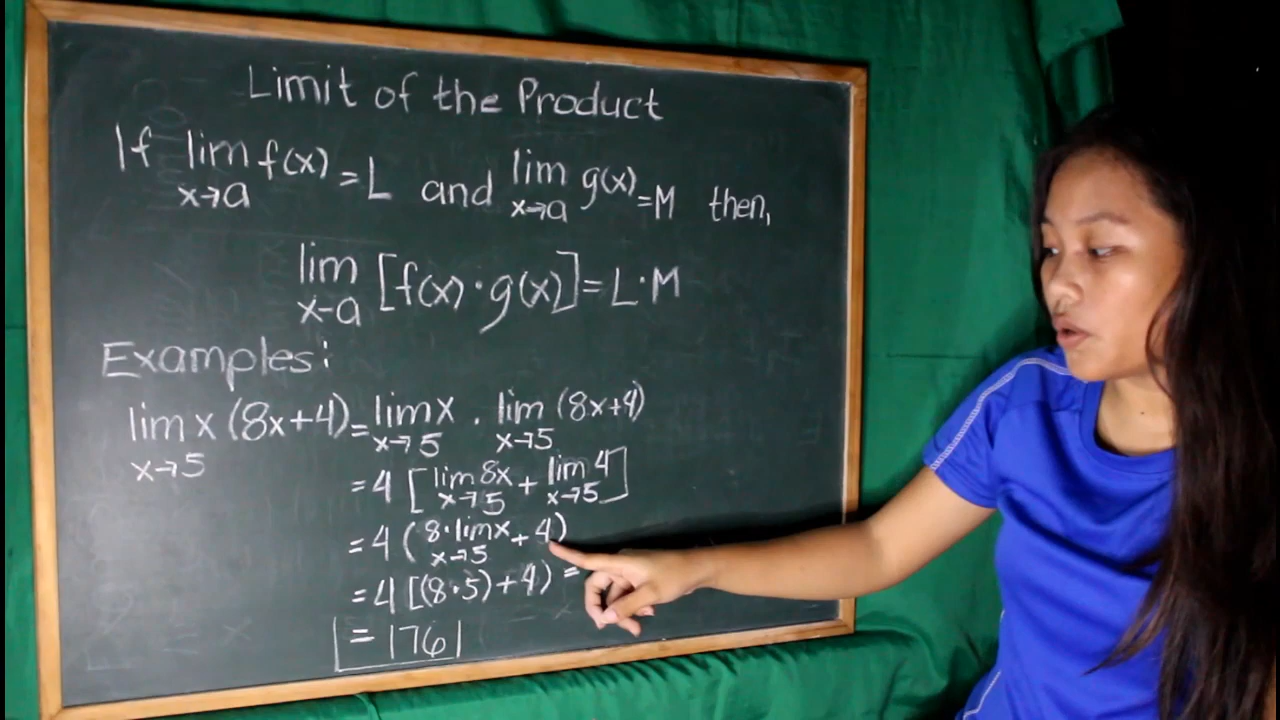 Limit of the Product
If lim x→a f(x) = L and lim x→a g(x) = M then,
lim x-a [f(x) · g(x)] = L · M
Examples:
lim x→5 x (8x+4) = lim x→5 x · lim x→5 (8x+4)
= 4 [lim x→5 8x + lim x→5 4]
= 4 (8 · lim x→5 x + 4)
= 4 [(8 · 5) + 4) =
= 176